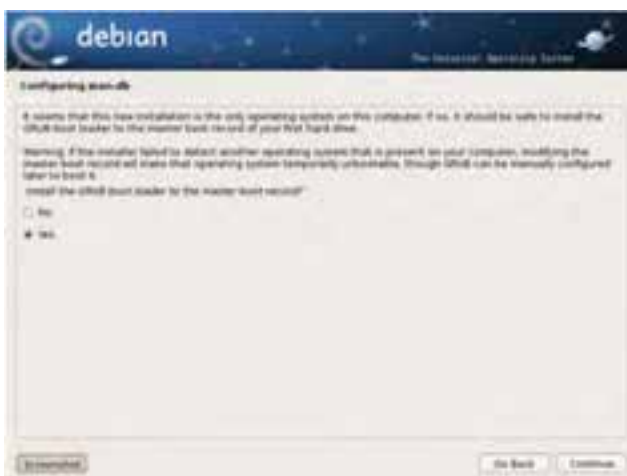 debian
The Universal Operating System
Configuring man-db
It seems that this new installation is the only operating system on this computer. If so, it should be safe to install the
GRUB boot loader to the master boot record of your first hard drive.
Warning: If the installer failed to detect another operating system that is present on your computer, modifying the
master boot record will make that operating system temporarily unbootable, though GRUB can be manually configured
later to boot it.
Install the GRUB boot loader to the master boot record?
No
Yes
Screenshot
Go Back
Continue